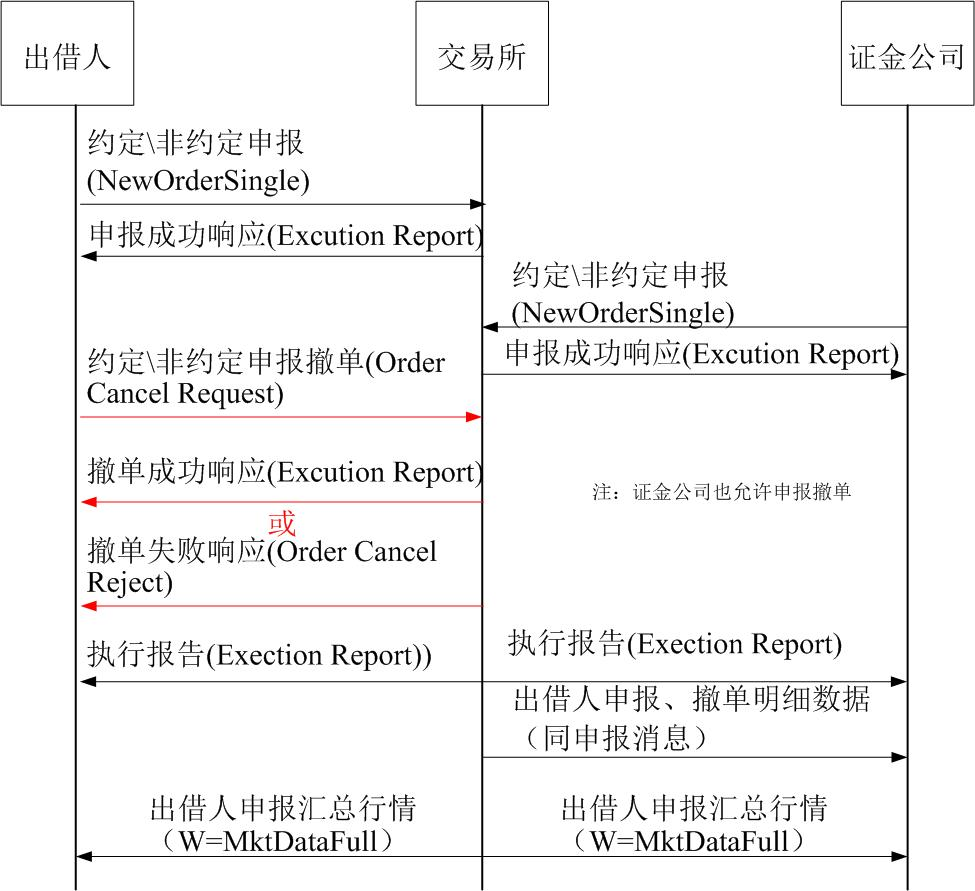 出借人
交易所
证金公司
约定\非约定申报
(NewOrderSingle)
申报成功响应(Excution Report)
约定\非约定申报
(NewOrderSingle)
申报成功响应(Excution Report)
约定\非约定申报撤单(Order
Cancel Request)
撤单成功响应(Excution Report)
注：证金公司也允许申报撤单
或
撤单失败响应(Order Cancel
Reject)
执行报告(Exection Report))
执行报告(Exection Report)
出借人申报、撤单明细数据
（同申报消息）
出借人申报汇总行情
（W=MktDataFull）
出借人申报汇总行情
（W=MktDataFull）